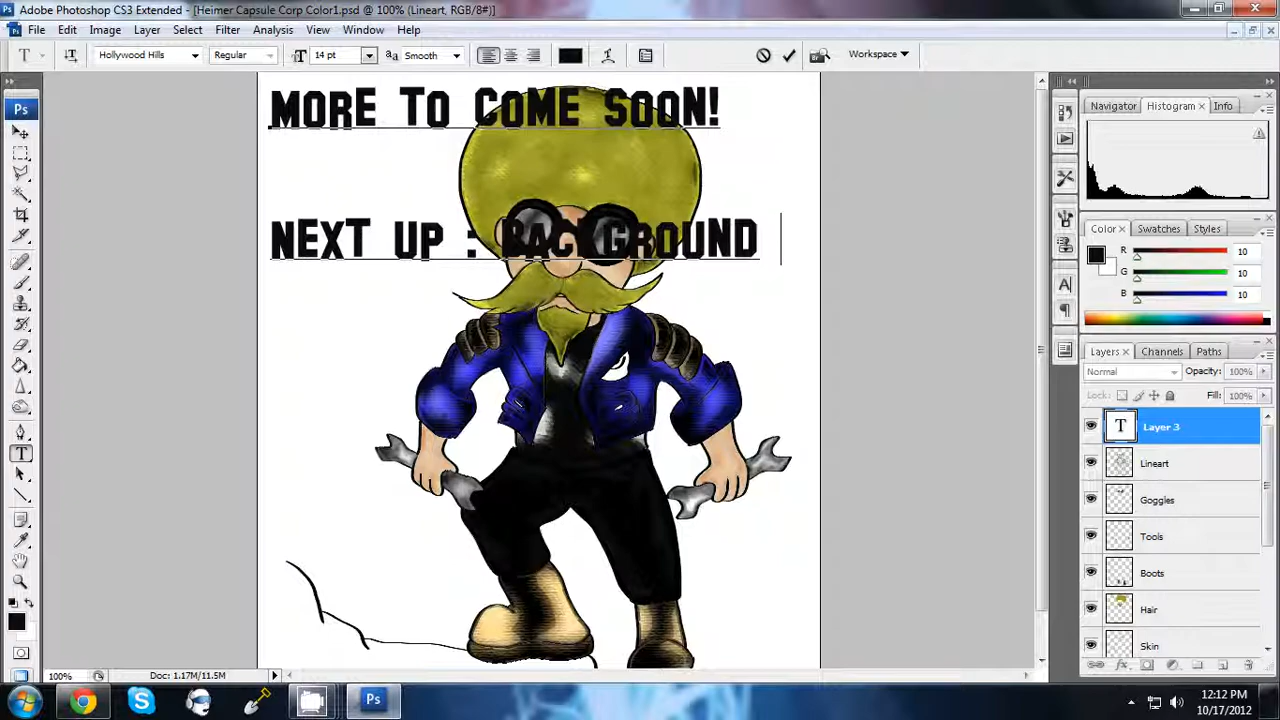 Adobe Photoshop CS3 Extended - [Heimer Capsule Corp Color1.psd @ 100% (Lineart, RGB/8#)]
File Edit Image Layer Select Filter Analysis View Window Help
T Hollywood Hills Regular 14 pt aa Smooth Workspace
MORE TO COME SOON!
NEXT UP : BACKGROUND
Ps
Navigator Histogram x Info
Color x Swatches Styles
R 10
G 10
B 10
Layers x Channels Paths
Normal Opacity: 100%
Lock: Fill: 100%
T Layer 3
Lineart
Goggles
Tools
Boots
Hair
Skin
100% Doc: 1.17M/11.5M
Ps
12:12 PM
10/17/2012